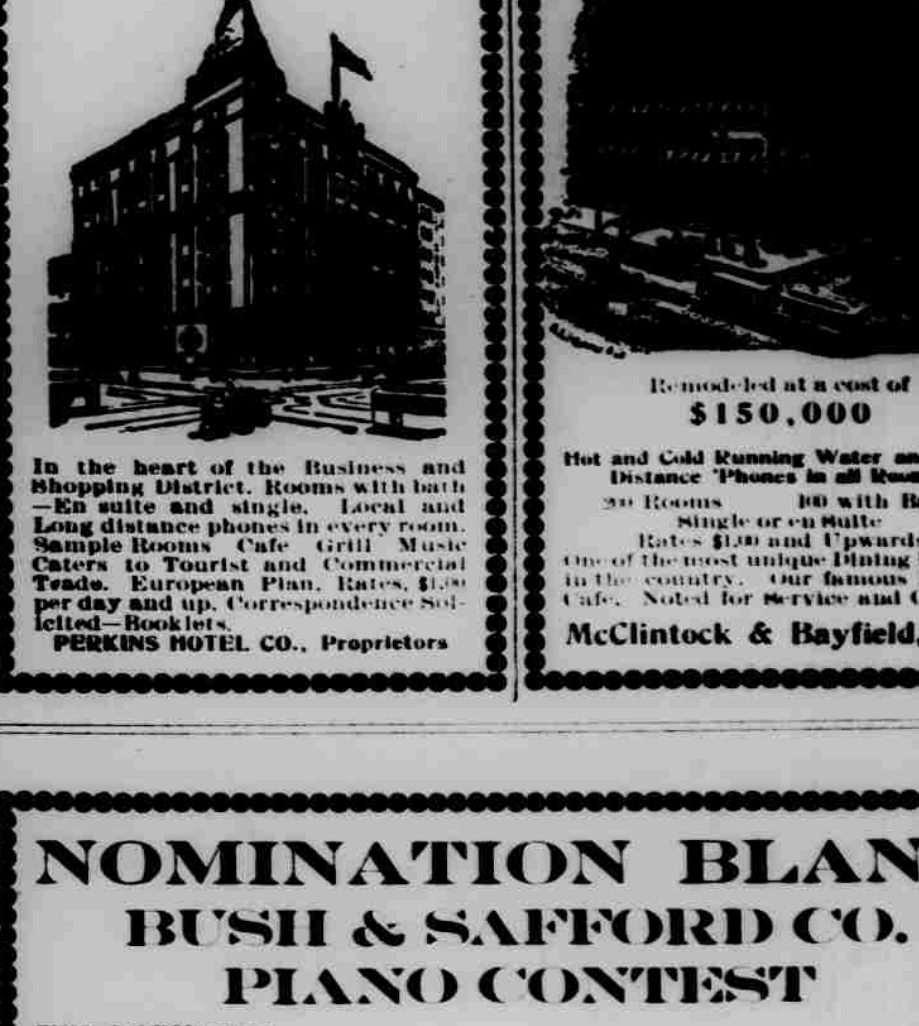 In the heart of the Business and
Shopping District. Rooms with bath
—En suite and single. Local and
Long distance phones in every room.
Sample Rooms Cafe Grill Music
Caters to Tourist and Commercial
Trade. European Plan. Rates, $1.00
per day and up. Correspondence Sol-
icited—Booklets.
PERKINS HOTEL CO., Proprietors
Remodeled at a cost of
$150,000
Hot and Cold Running Water
Distance 'Phones in all
Rooms 100 with
Single or en Suite
Rates $1.00 and Upwards
One of the most unique Dining
in the country. Our famous
Cafe. Noted for Service and
McClintock & Bayfield,
NOMINATION
BUSH & SAFFORD CO.
PIANO CONTEST